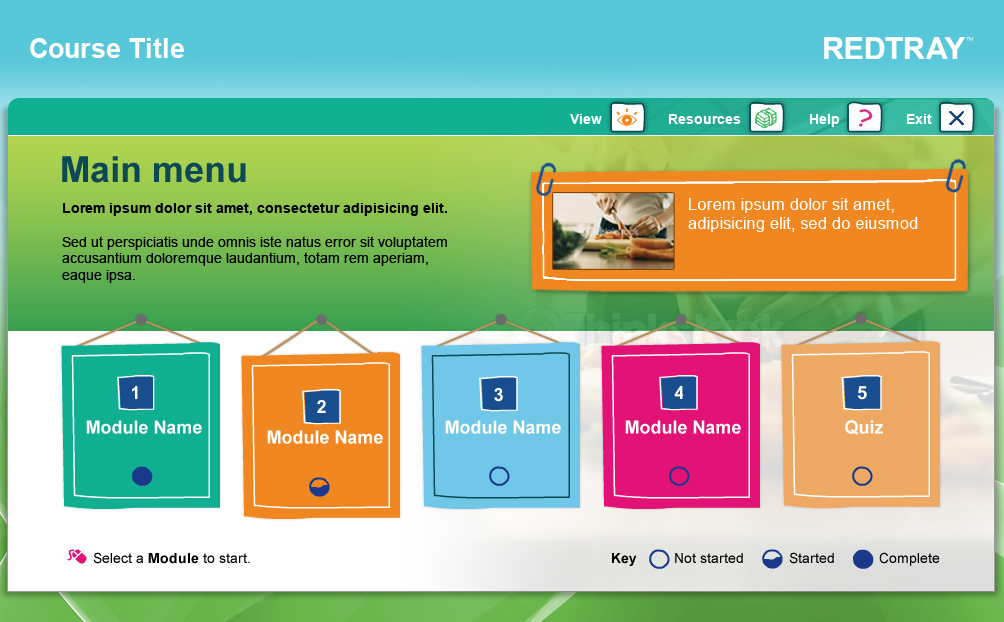 Course Title
REDTRAY™
View
Resources
Help
?
Exit
Main menu
Lorem ipsum dolor sit amet, consectetur adipisicing elit.
Sed ut perspiciatis unde omnis iste natus error sit voluptatem
accusantium doloremque laudantium, totam rem aperiam,
eaque ipsa.
Lorem ipsum dolor sit amet,
adipisicing elit, sed do eiusmod
Thinkstock
1
Module Name
2
Module Name
3
Module Name
4
Module Name
5
Quiz
Select a Module to start.
Key
Not started
Started
Complete